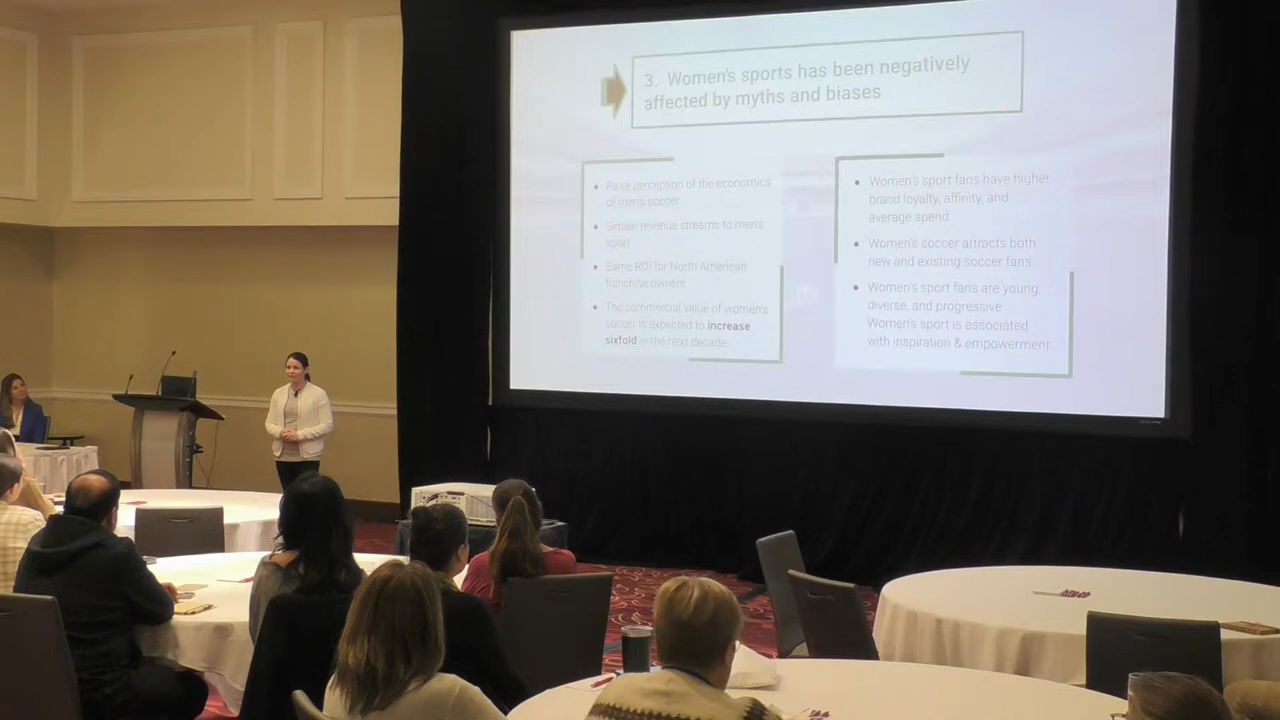 3. Women's sports has been negatively
affected by myths and biases
False perception of the economics
of men's soccer
Similar revenue streams to men's
sport
Same ROI for North American
franchise owners
The commercial value of women's
soccer is expected to increase
sixfold in the next decade
Women's sport fans have higher
brand loyalty, affinity, and
average spend
Women's soccer attracts both
new and existing soccer fans
Women's sport fans are young,
diverse, and progressive
Women's sport is associated
with inspiration & empowerment